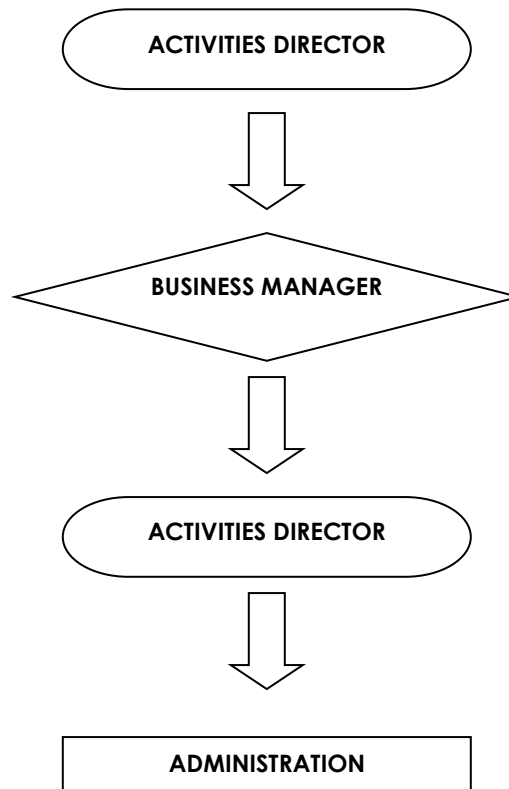 ACTIVITIES DIRECTOR
BUSINESS MANAGER
ACTIVITIES DIRECTOR
ADMINISTRATION